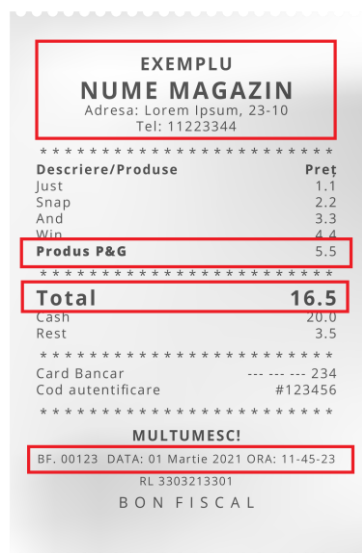 EXEMPLU
NUME MAGAZIN
Adresa: Lorem Ipsum, 23-10
Tel: 11223344
* * * * * * * * * * * * * * * * * * * * * * * *
Descriere/Produse Preț
Just 1.1
Snap 2.2
And 3.3
Win 4.4
Produs P&G 5.5
* * * * * * * * * * * * * * * * * * * * * * * *
Total 16.5
Cash 20.0
Rest 3.5
* * * * * * * * * * * * * * * * * * * * * * * *
Card Bancar --- --- --- 234
Cod autentificare #123456
* * * * * * * * * * * * * * * * * * * * * * * *
MULTUMESC!
BF. 00123 DATA: 01 Martie 2021 ORA: 11-45-23
RL 3303213301
BON FISCAL